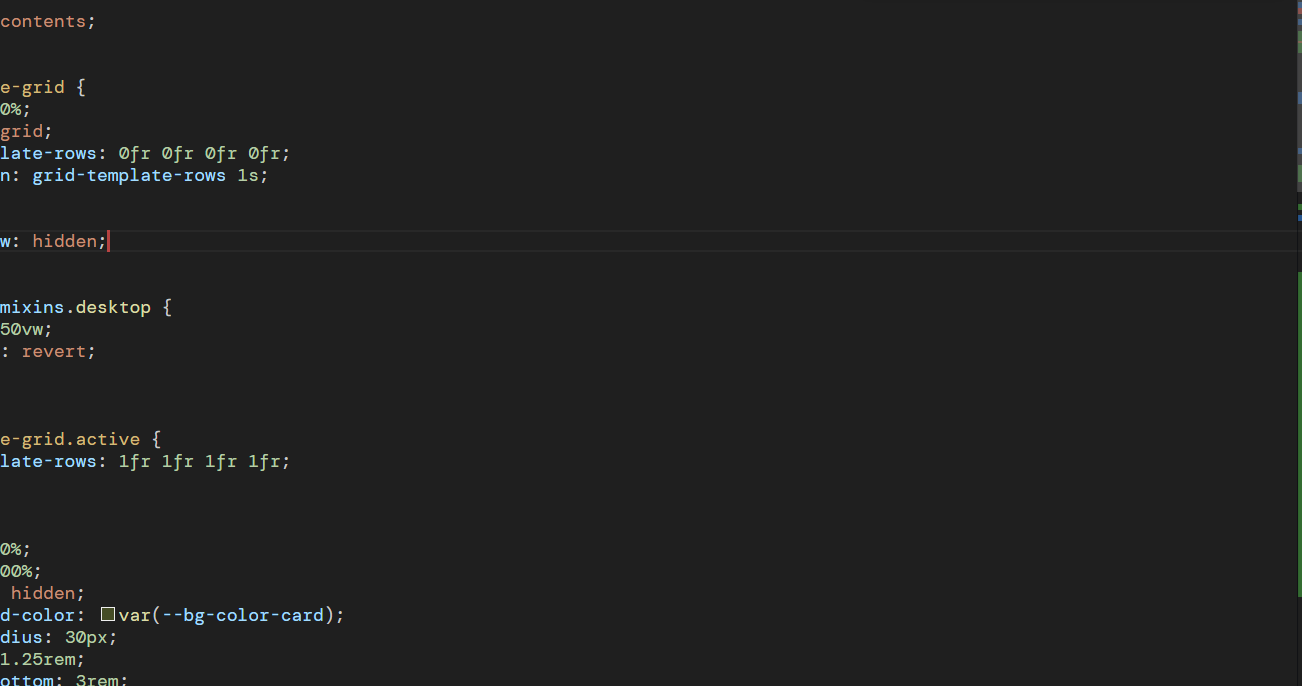 contents;
e-grid {
0%;
grid;
late-rows: 0fr 0fr 0fr 0fr;
n: grid-template-rows 1s;
w: hidden;
mixins.desktop {
50vw;
: revert;
e-grid.active {
late-rows: 1fr 1fr 1fr 1fr;
0%;
00%;
hidden;
d-color: var(--bg-color-card);
dius: 30px;
1.25rem;
ottom: 3rem;